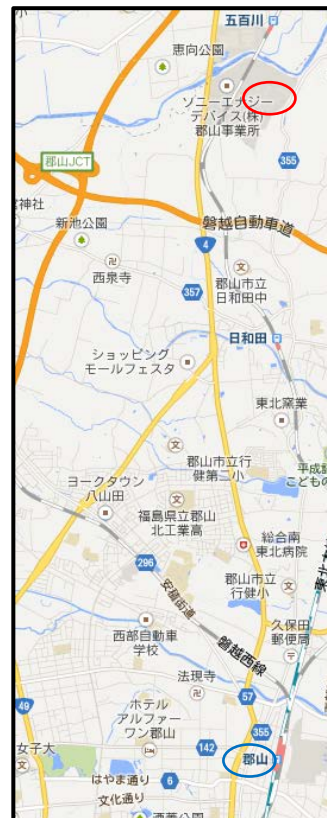 五百川
恵向公園
ソニーエナジー
デバイス(株)
郡山事業所
郡山JCT
355
神社
新池公園
磐越自動車道
4
西泉寺
郡山市立
日和田中
357
日和田
ショッピング
モールフェスタ
東北窯業
郡山市立行
健第二小
こどもの
ヨークタウン
八山田
福島県立郡山
北工業高
総合南
東北病院
296
安積街道
郡山市立
行健小
久保田
郵便局
西部自動車
学校
磐越西線
法現寺
57
49
ホテル
アルファー
ワン郡山
355
女子大
142
郡山
はやま通り
6
文化通り